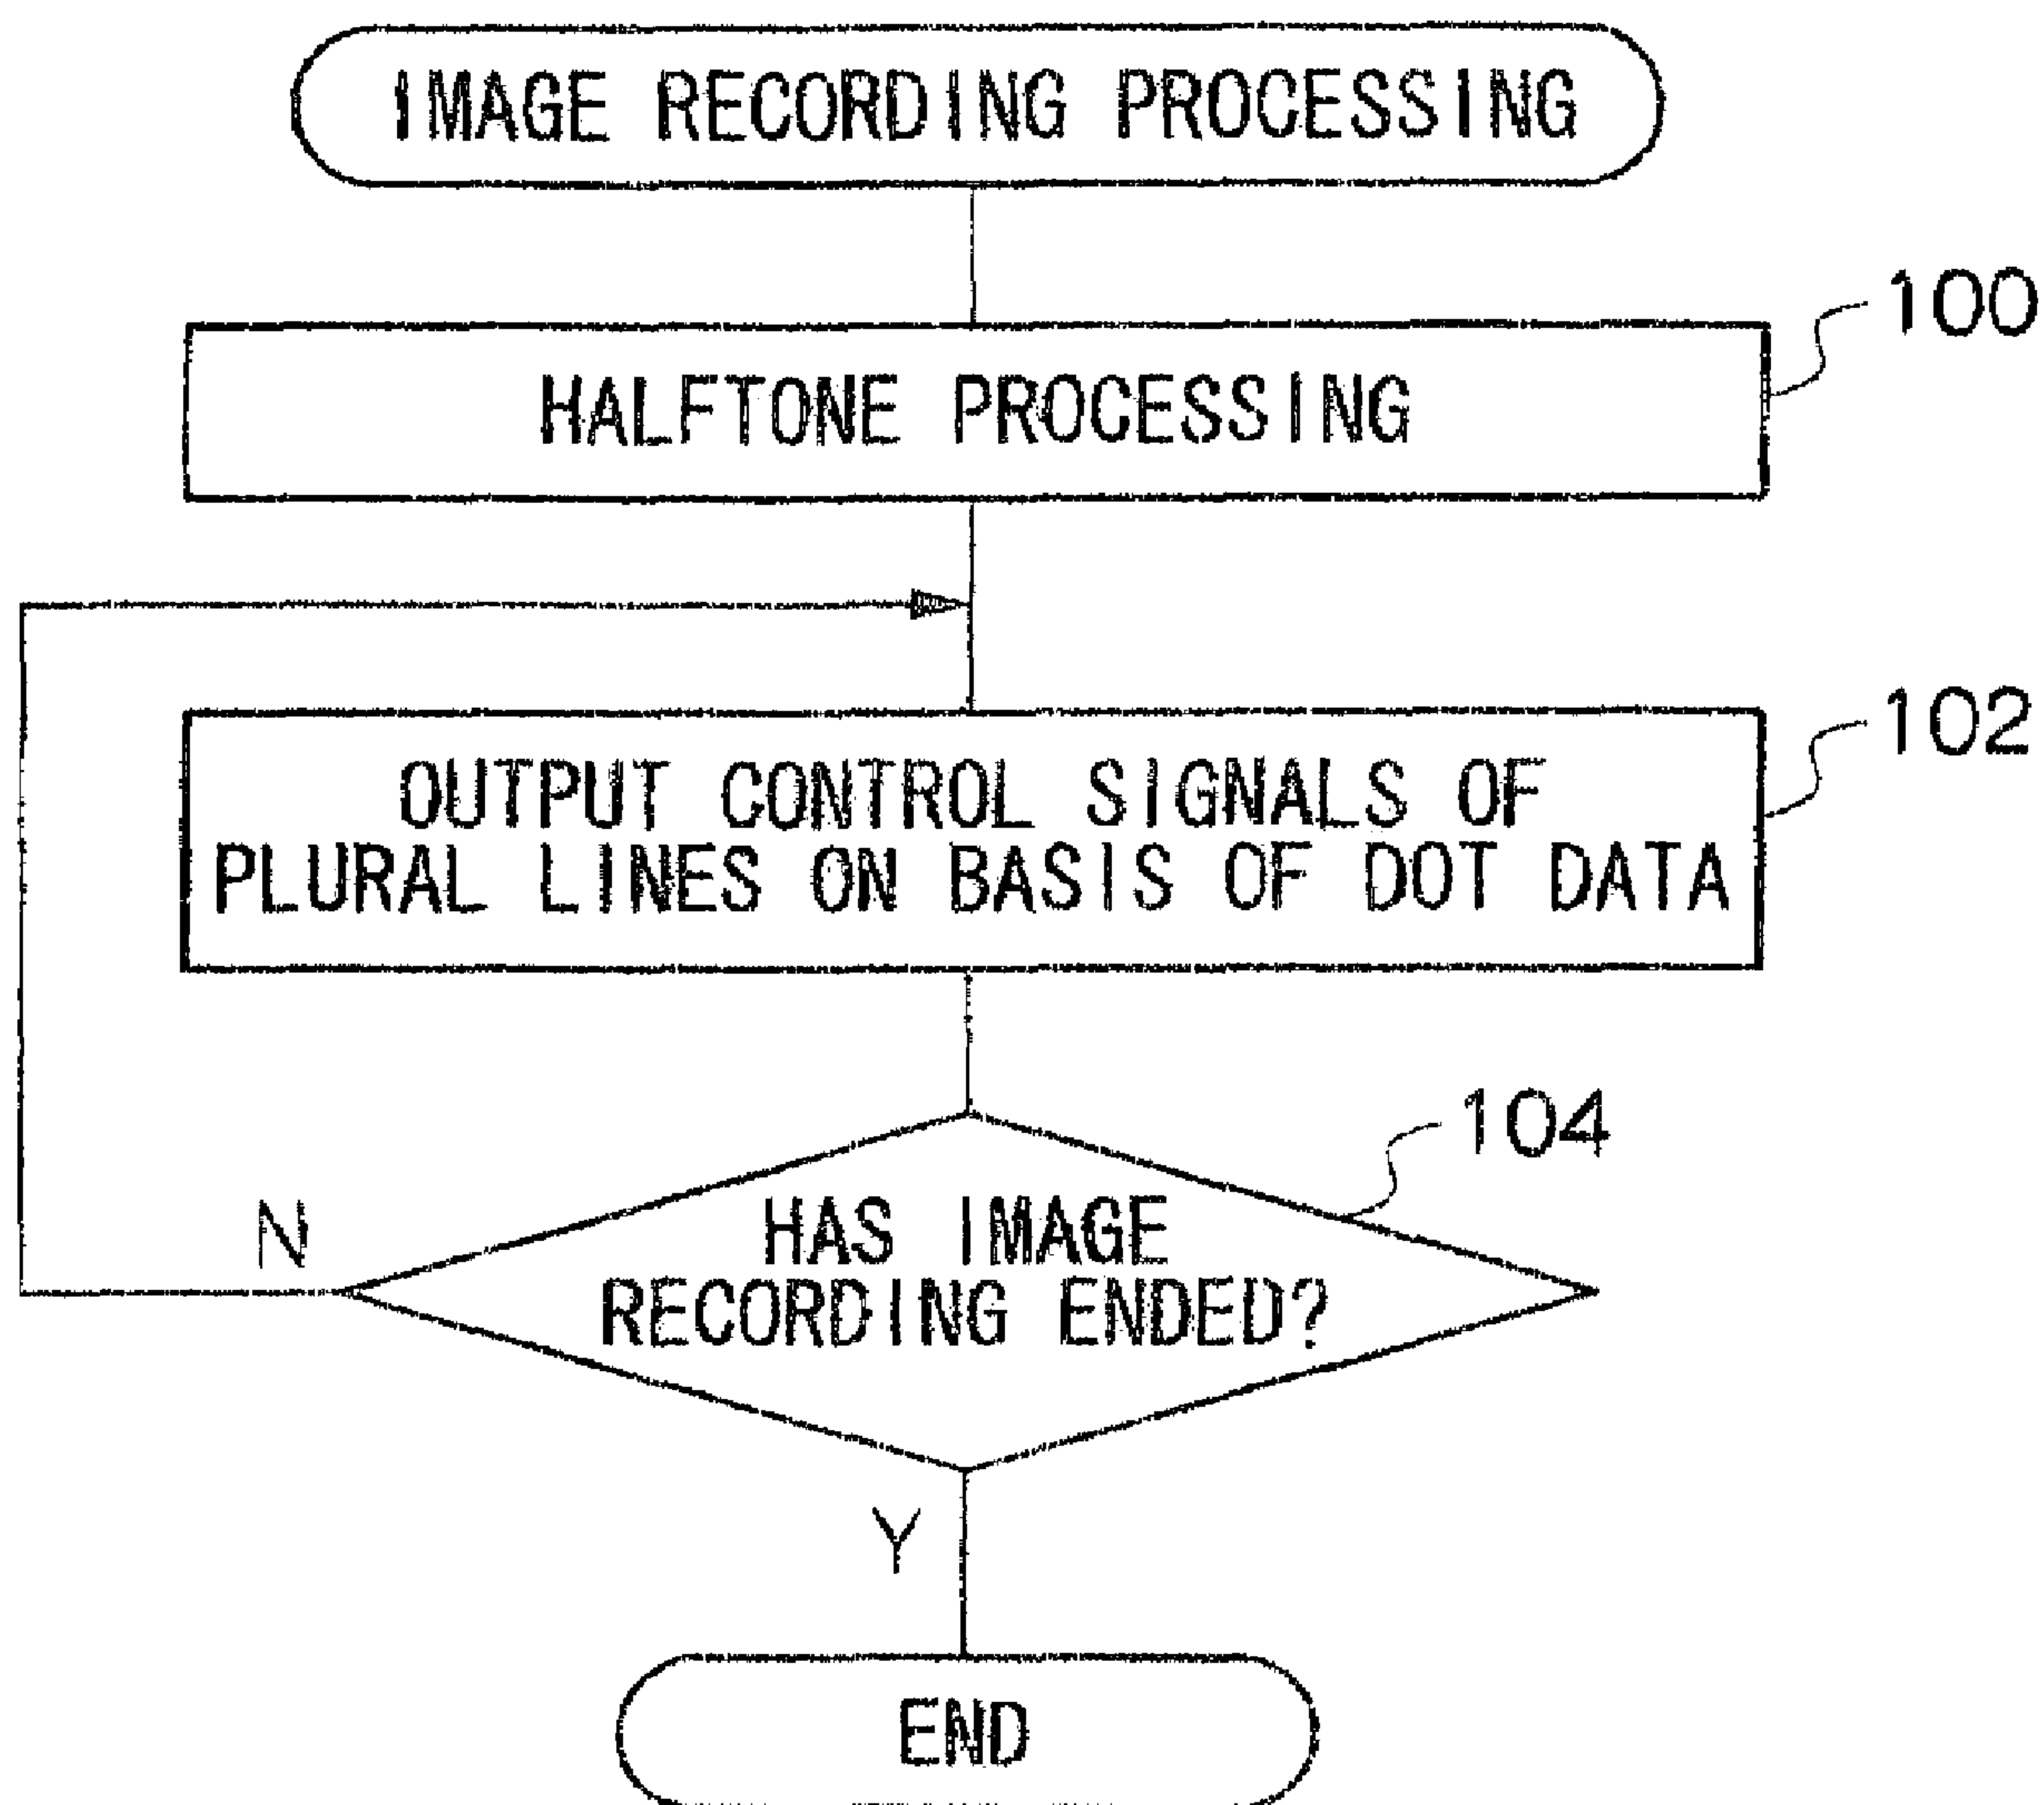 IMAGE RECORDING PROCESSING
100
HALFTONE PROCESSING
102
OUTPUT CONTROL SIGNALS OF
PLURAL LINES ON BASIS OF DOT DATA
104
HAS IMAGE
RECORDING ENDED?
N
Y
END